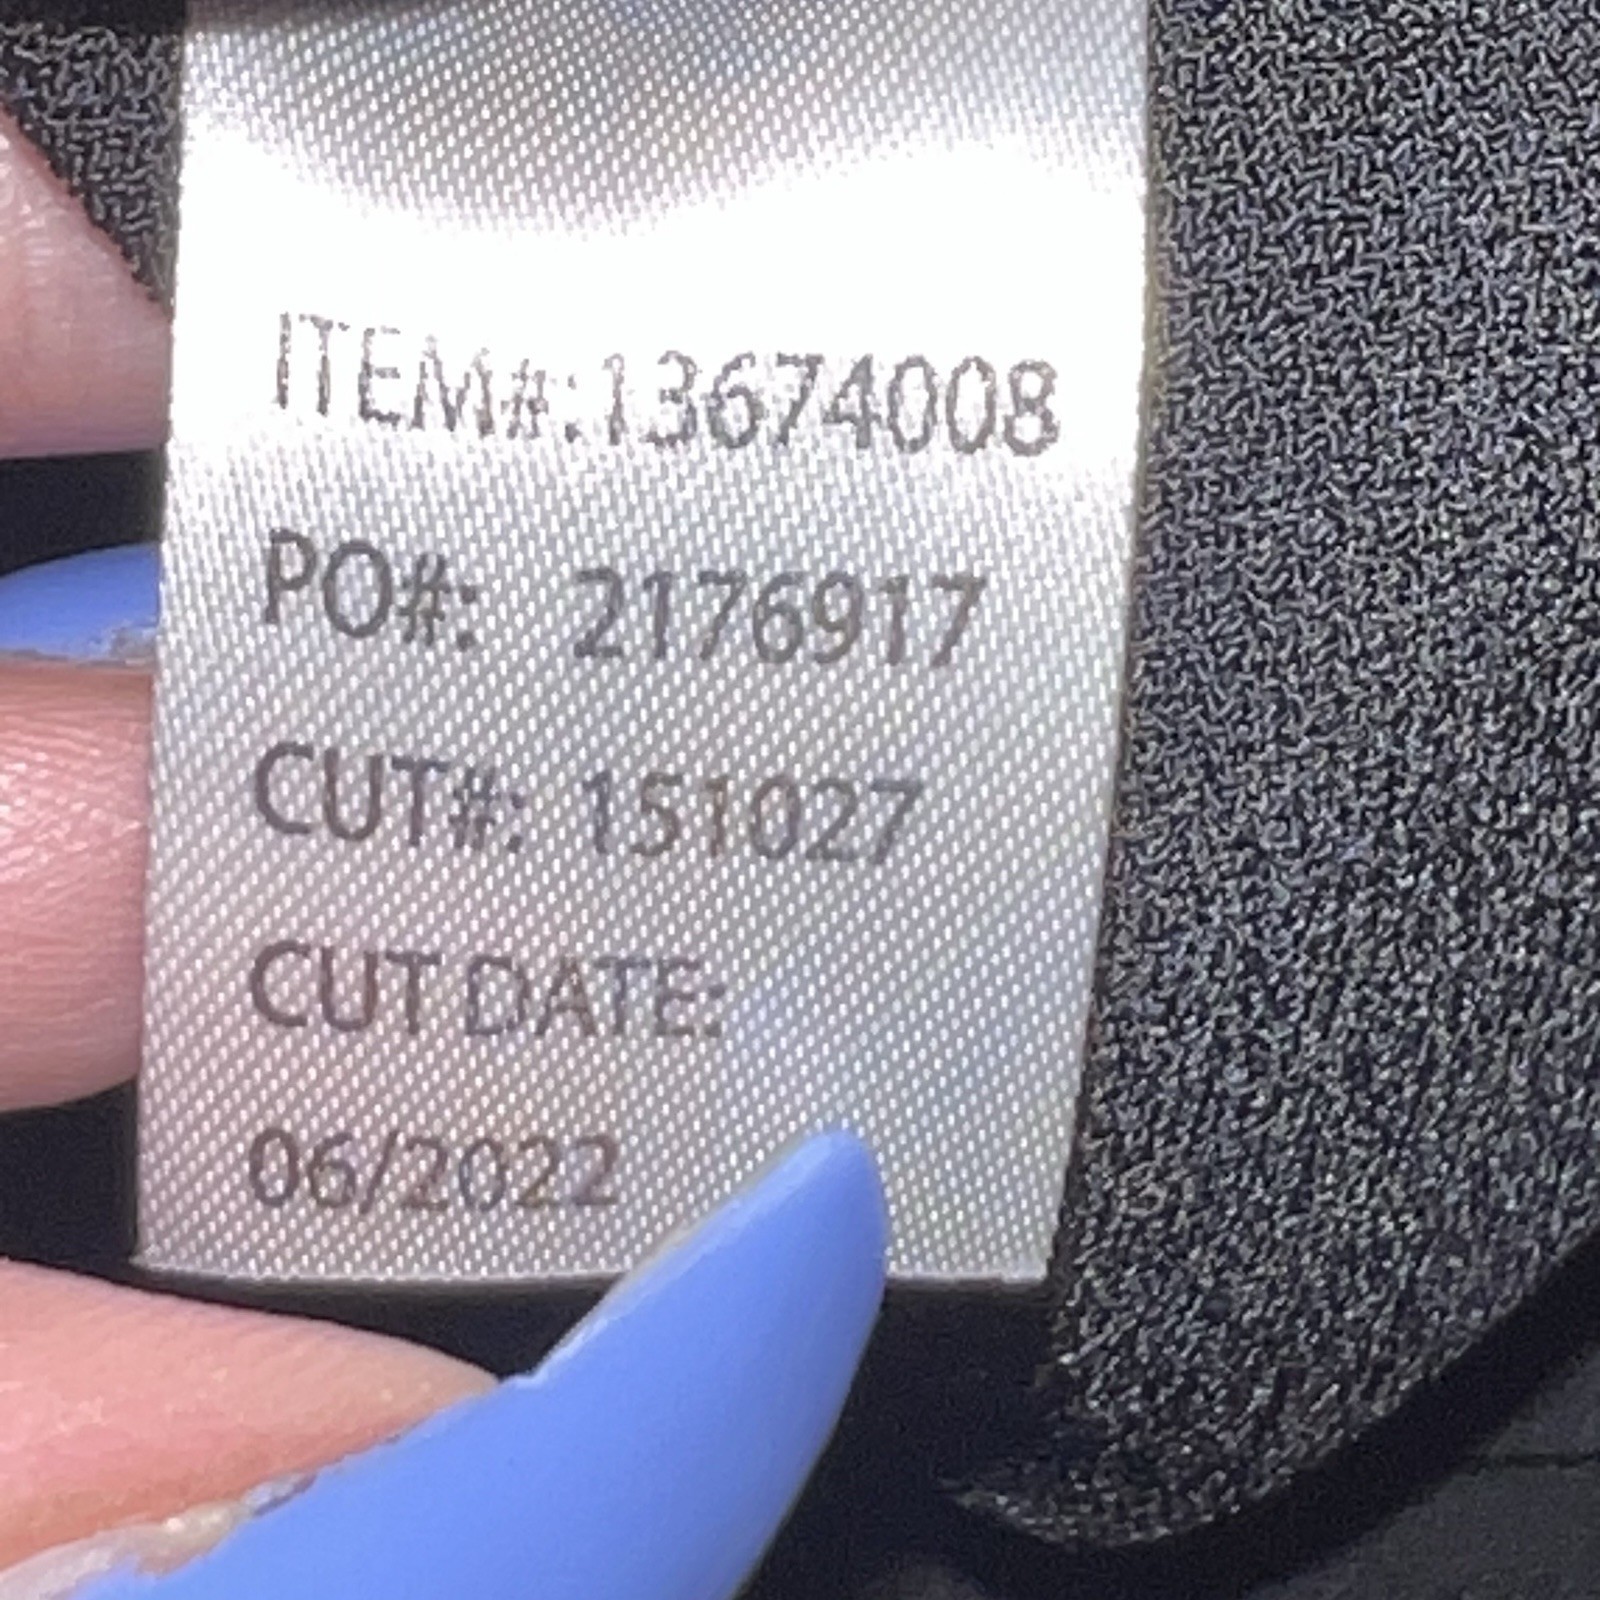 ITEM#:13674008
PO#: 2176917
CUT#: 151027
CUT DATE:
06/2022